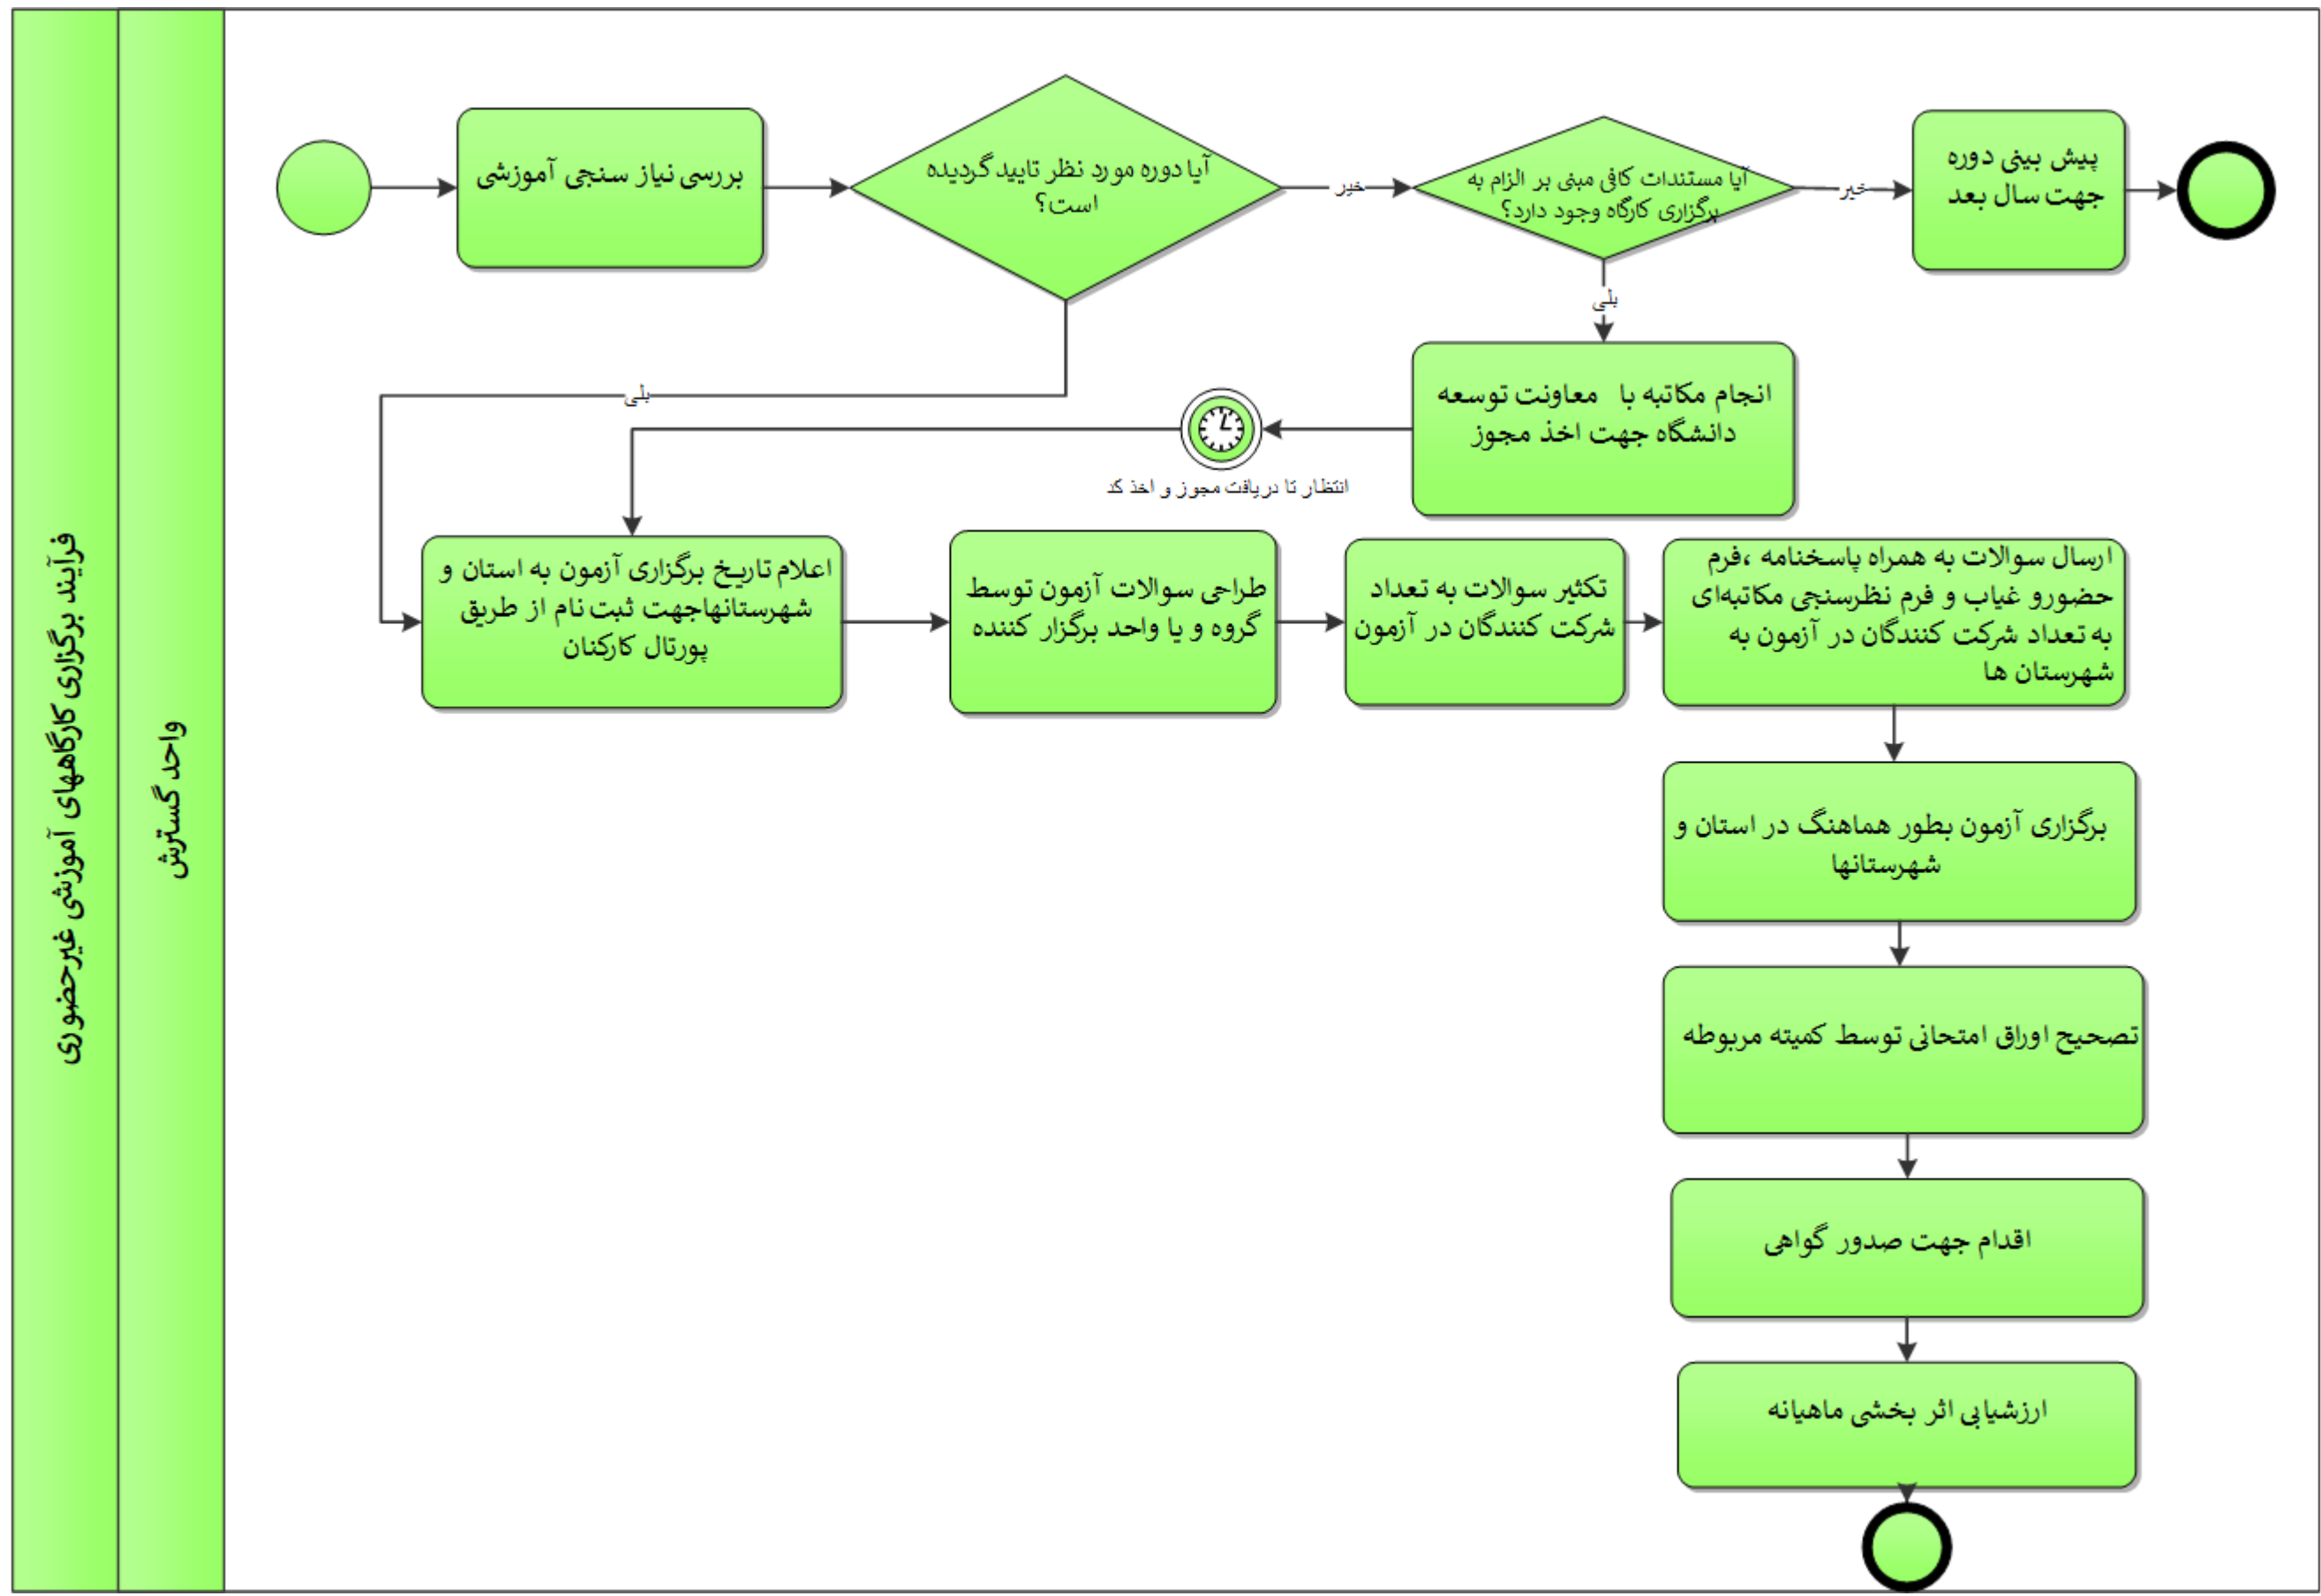 فرآیند برگزاری کارگاههای آموزشی غیرحضوری
واحد گسترش
بررسی نیاز سنجی آموزشی
آیا دوره مورد نظر تایید گردیده
است؟
خیر
آیا مستندات کافی مبنی بر الزام به
برگزاری کارگاه وجود دارد؟
خیر
پیش بینی دوره
جهت سال بعد
بلی
بلی
انجام مکاتبه با معاونت توسعه
دانشگاه جهت اخذ مجوز
انتظار تا دریافت مجوز و اخذ کد
اعلام تاریخ برگزاری آزمون به استان و
شهرستانهاجهت ثبت نام از طریق
پورتال کارکنان
طراحی سوالات آزمون توسط
گروه و یا واحد برگزار کننده
تکثیر سوالات به تعداد
شرکت کنندگان در آزمون
ارسال سوالات به همراه پاسخنامه ،فرم
حضورو غیاب و فرم نظرسنجی مکاتبه‌ای
به تعداد شرکت کنندگان در آزمون به
شهرستان ها
برگزاری آزمون بطور هماهنگ در استان و
شهرستانها
تصحیح اوراق امتحانی توسط کمیته مربوطه
اقدام جهت صدور گواهی
ارزشیابی اثر بخشی ماهیانه